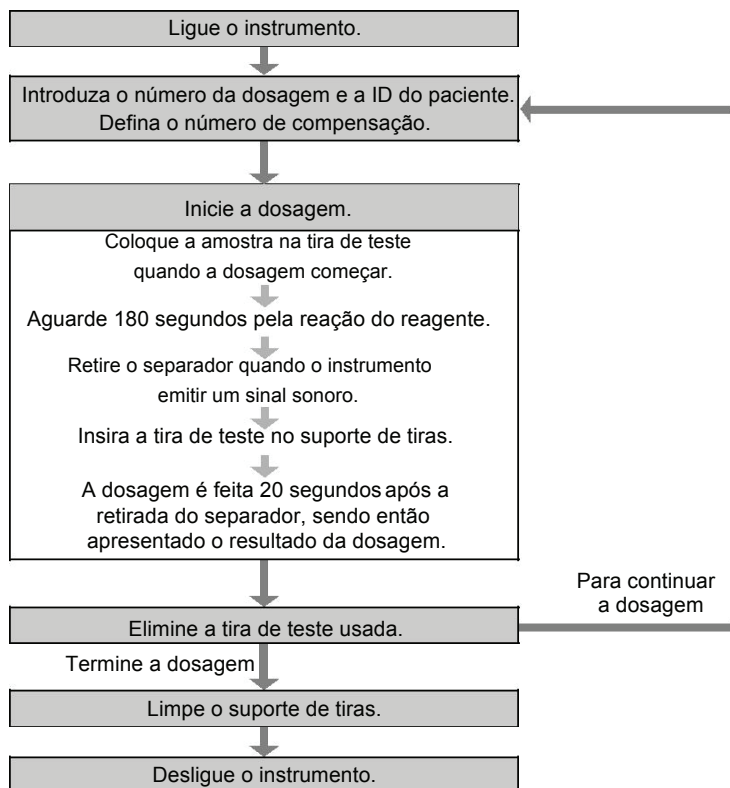 Ligue o instrumento.
Introduza o número da dosagem e a ID do paciente.
Defina o número de compensação.
Inicie a dosagem.
Coloque a amostra na tira de teste
quando a dosagem começar.
Aguarde 180 segundos pela reação do reagente.
Retire o separador quando o instrumento
emitir um sinal sonoro.
Insira a tira de teste no suporte de tiras.
A dosagem é feita 20 segundos após a
retirada do separador, sendo então
apresentado o resultado da dosagem.
Para continuar
a dosagem
Elimine a tira de teste usada.
Termine a dosagem
Limpe o suporte de tiras.
Desligue o instrumento.